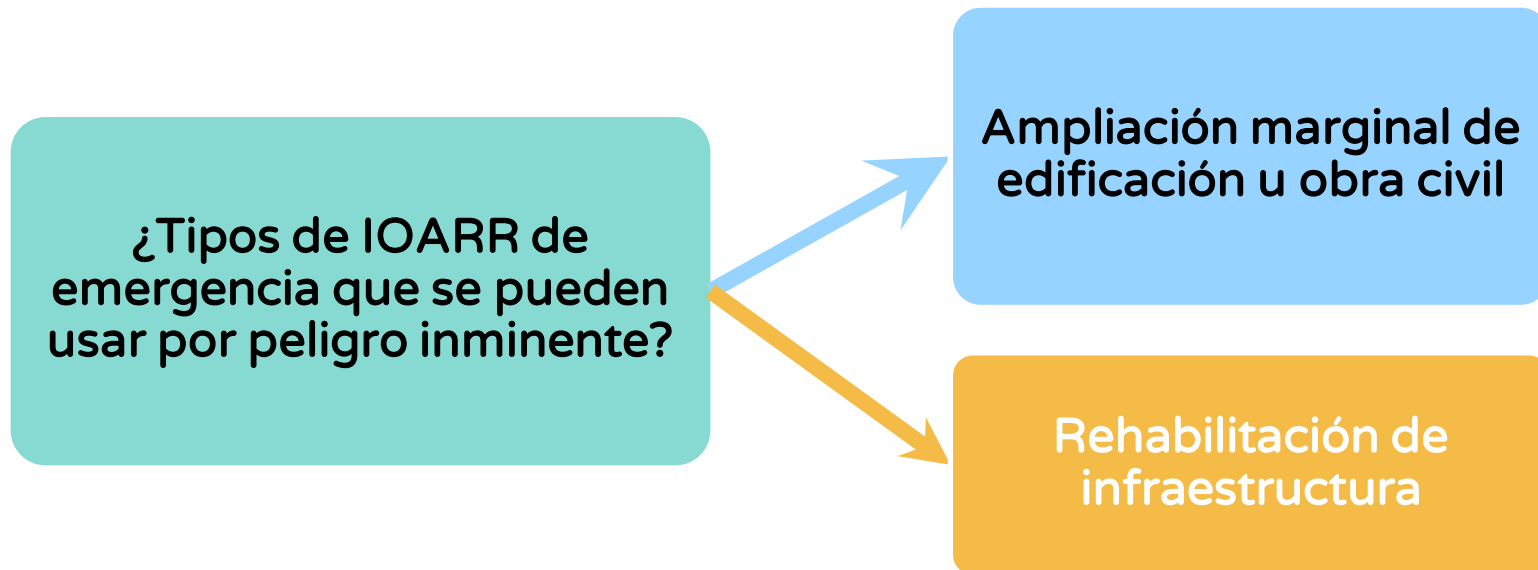 ¿Tipos de IOARR de
emergencia que se pueden
usar por peligro inminente?
Ampliación marginal de
edificación u obra civil
Rehabilitación de
infraestructura